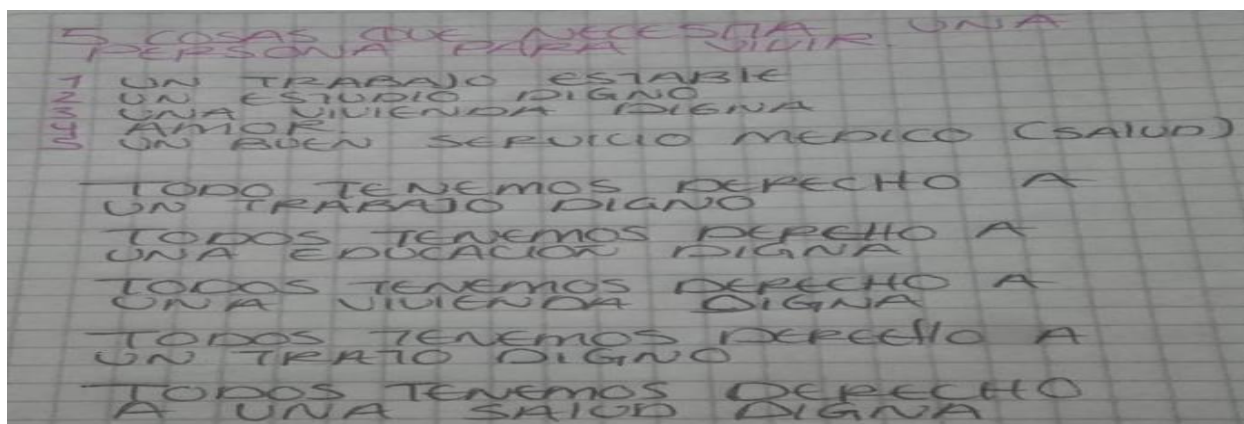 5 COSAS QUE NECESITA UNA
PERSONA PARA VIVIR
1 UN TRABAJO ESTABLE
2 UN ESTUDIO DIGNO
3 UNA VIVIENDA DIGNA
4 AMOR
5 UN BUEN SERVICIO MEDICO (SALUD)
TODO TENEMOS DERECHO A
UN TRABAJO DIGNO
TODOS TENEMOS DERECHO A
UNA EDUCACION DIGNA
TODOS TENEMOS DERECHO A
UNA VIVIENDA DIGNA
TODOS TENEMOS DERECHO A
UN TRATO DIGNO
TODOS TENEMOS DERECHO
A UNA SALUD DIGNA